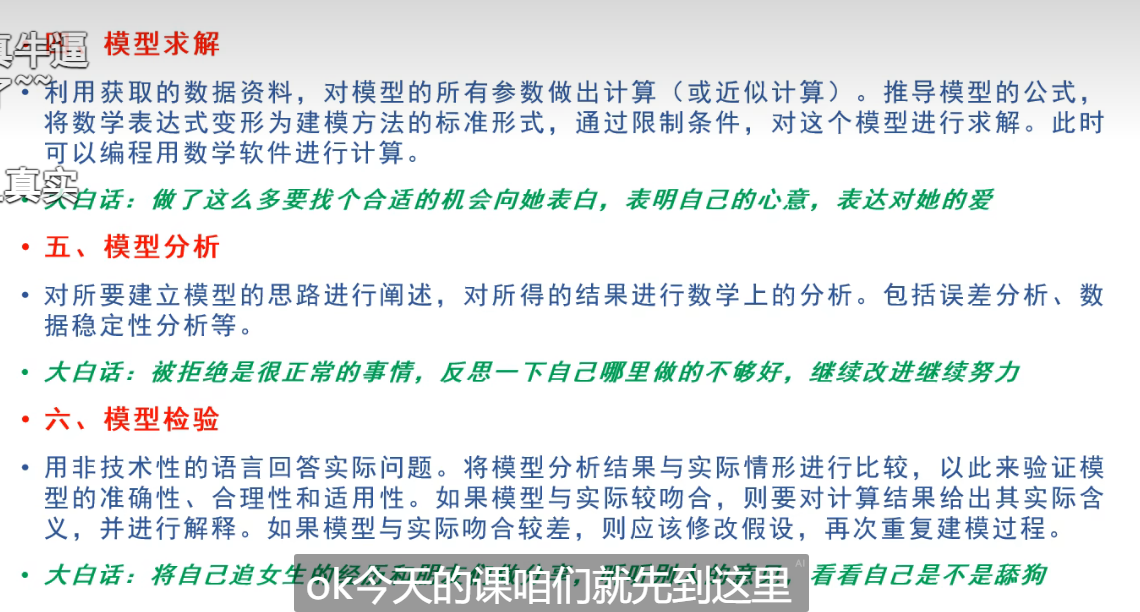 真牛逼
模型求解
了~~
利用获取的数据资料，对模型的所有参数做出计算（或近似计算）。推导模型的公式，
将数学表达式变形为建模方法的标准形式，通过限制条件，对这个模型进行求解。此时
可以编程用数学软件进行计算。
真实
大白话：做了这么多要找个合适的机会向她表白，表明自己的心意，表达对她的爱
• 五、模型分析
• 对所要建立模型的思路进行阐述，对所得的结果进行数学上的分析。包括误差分析、数
据稳定性分析等。
• 大白话：被拒绝是很正常的事情，反思一下自己哪里做的不够好，继续改进继续努力
• 六、模型检验
• 用非技术性的语言回答实际问题。将模型分析结果与实际情形进行比较，以此来验证模
型的准确性、合理性和适用性。如果模型与实际较吻合，则要对计算结果给出其实际含
义，并进行解释。如果模型与实际吻合较差，则应该修改假设，再次重复建模过程。
• 大白话：将自己追女生的 看看自己是不是舔狗
ok今天的课咱们就先到这里
AI